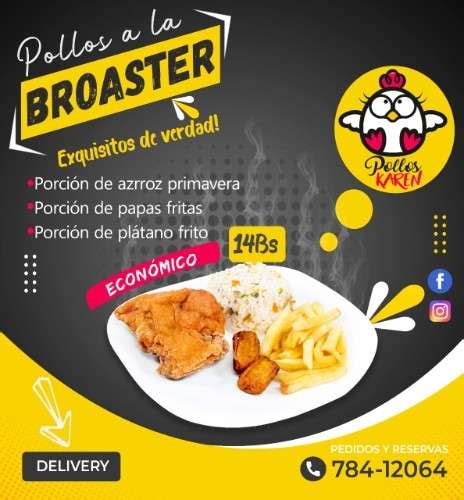 Pollos a la
BROASTER
Exquisitos de verdad!
•Porción de azrroz primavera
•Porción de papas fritas
•Porción de plátano frito
14Bs
ECONÓMICO
Pollos
KAREN
DELIVERY
PEDIDOS Y RESERVAS
784-12064